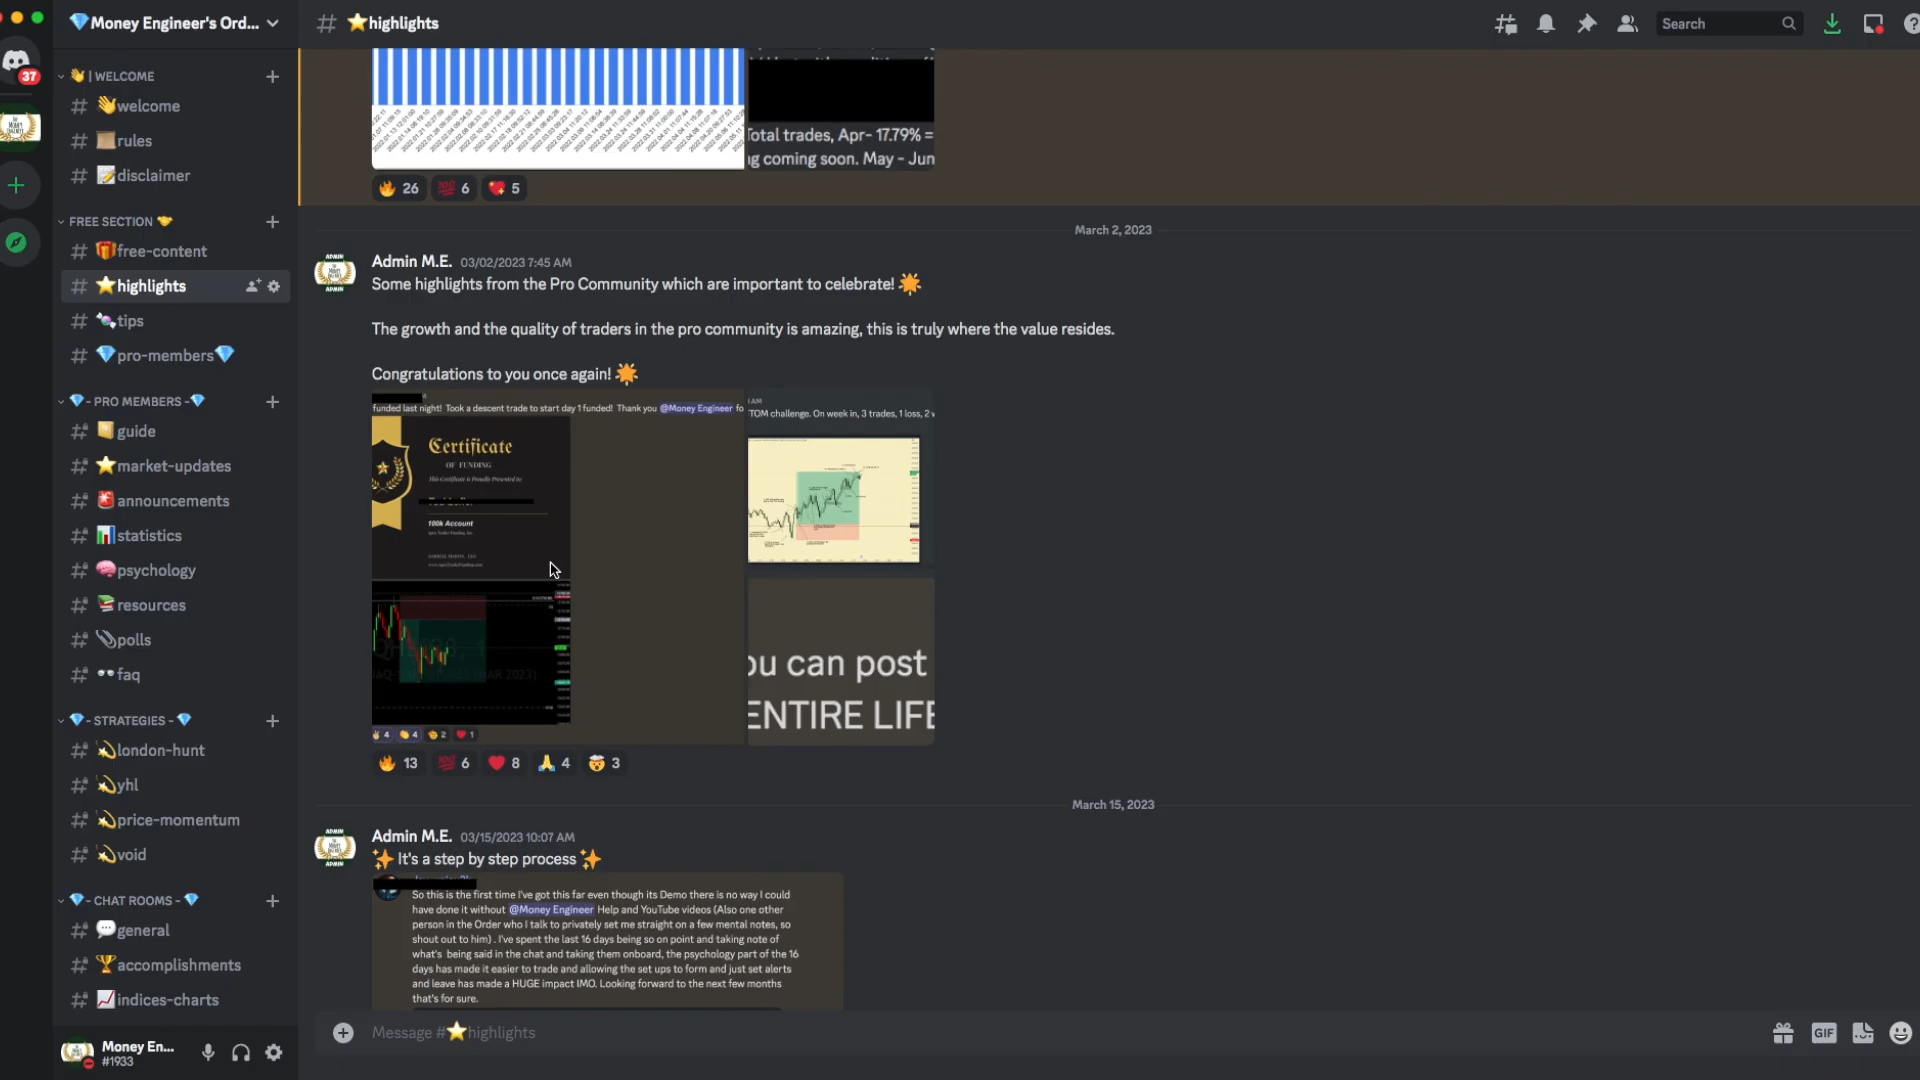 Money Engineer's Ord...
highlights
Search
37
WELCOME
welcome
rules
disclaimer
FREE SECTION
free-content
highlights
tips
pro-members
- PRO MEMBERS -
guide
market-updates
announcements
statistics
psychology
resources
polls
faq
- STRATEGIES -
london-hunt
yhl
price-momentum
void
- CHAT ROOMS -
general
accomplishments
indices-charts
Money En...
#1933
Total trades, Apr- 17.79% =
coming soon. May - Jun
26 6 5
March 2, 2023
Admin M.E. 03/02/2023 7:45 AM
Some highlights from the Pro Community which are important to celebrate!
The growth and the quality of traders in the pro community is amazing, this is truly where the value resides.
Congratulations to you once again!
funded last night! Took a descent trade to start day 1 funded! Thank you @Money Engineer fo
TOM challenge. On week in, 3 trades, 1 loss, 2
Certificate
OF FUNDING
This Certificate is Proudly Presented to:
100k Account
ou can post
ENTIRE LIFE
4 4 2 1
13 6 8 4 3
March 15, 2023
Admin M.E. 03/15/2023 10:07 AM
It's a step by step process
So this is the first time I've got this far even though its Demo there is no way I could
have done it without @Money Engineer Help and YouTube videos (Also one other
person in the Order who I talk to privately set me straight on a few mental notes, so
shout out to him) . I've spent the last 16 days being so on point and taking note of
what's being said in the chat and taking them onboard, the psychology part of the 16
days has made it easier to trade and allowing the set ups to form and just set alerts
and leave has made a HUGE impact IMO. Looking forward to the next few months
that's for sure.
Message #highlights
GIF